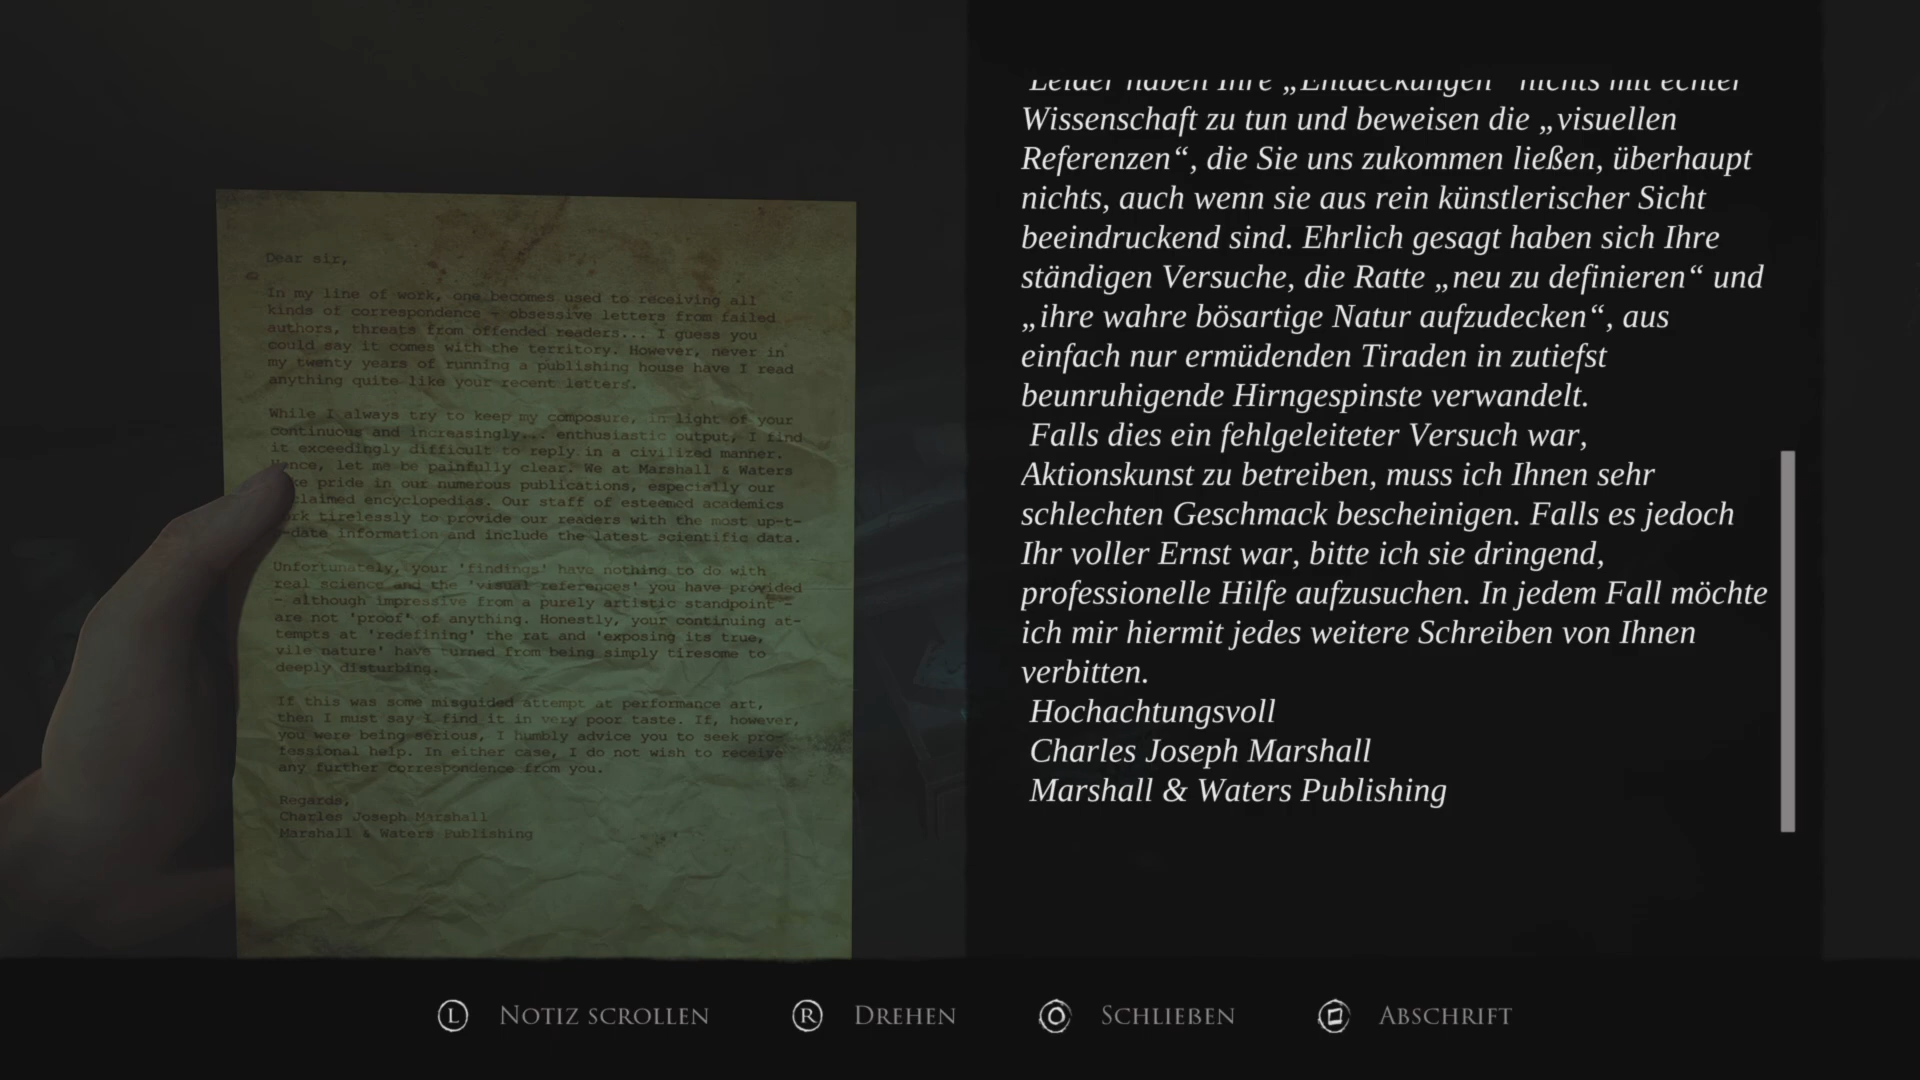 Dear sir,
In my line of work, one becomes used to receiving all
kinds of correspondence - obsessive letters from failed
authors, threats from offended readers... I guess you
could say it comes with the territory. However, never in
my twenty years of running a publishing house have I read
anything quite like your recent letters.
While I always try to keep my composure, in light of your
continuous and increasingly... enthusiastic output, I find
it exceedingly difficult to reply in a civilized manner.
Hence, let me be painfully clear. We at Marshall & Waters
pride in our numerous publications, especially our
claimed encyclopedias. Our staff of esteemed academics
rk tirelessly to provide our readers with the most up-t-
-date information and include the latest scientific data.
Unfortunately, your 'findings' have nothing to do with
real science and the 'visual references' you have provided
- although impressive from a purely artistic standpoint -
are not 'proof' of anything. Honestly, your continuing at-
tempts at 'redefining' the rat and 'exposing its true,
vile nature' have turned from being simply tiresome to
deeply disturbing.
If this was some misguided attempt at performance art,
then I must say I find it in very poor taste. If, however,
you were being serious, I humbly advice you to seek pro-
fessional help. In either case, I do not wish to receive
any further correspondence from you.
Regards,
Charles Joseph Marshall
Marshall & Waters Publishing
Leider haben Ihre „Entdeckungen“ nichts mit echter
Wissenschaft zu tun und beweisen die „visuellen
Referenzen“, die Sie uns zukommen ließen, überhaupt
nichts, auch wenn sie aus rein künstlerischer Sicht
beeindruckend sind. Ehrlich gesagt haben sich Ihre
ständigen Versuche, die Ratte „neu zu definieren“ und
„ihre wahre bösartige Natur aufzudecken“, aus
einfach nur ermüdenden Tiraden in zutiefst
beunruhigende Hirngespinste verwandelt.
Falls dies ein fehlgeleiteter Versuch war,
Aktionskunst zu betreiben, muss ich Ihnen sehr
schlechten Geschmack bescheinigen. Falls es jedoch
Ihr voller Ernst war, bitte ich sie dringend,
professionelle Hilfe aufzusuchen. In jedem Fall möchte
ich mir hiermit jedes weitere Schreiben von Ihnen
verbitten.
Hochachtungsvoll
Charles Joseph Marshall
Marshall & Waters Publishing
L NOTIZ SCROLLEN R DREHEN SCHLIEßEN ABSCHRIFT